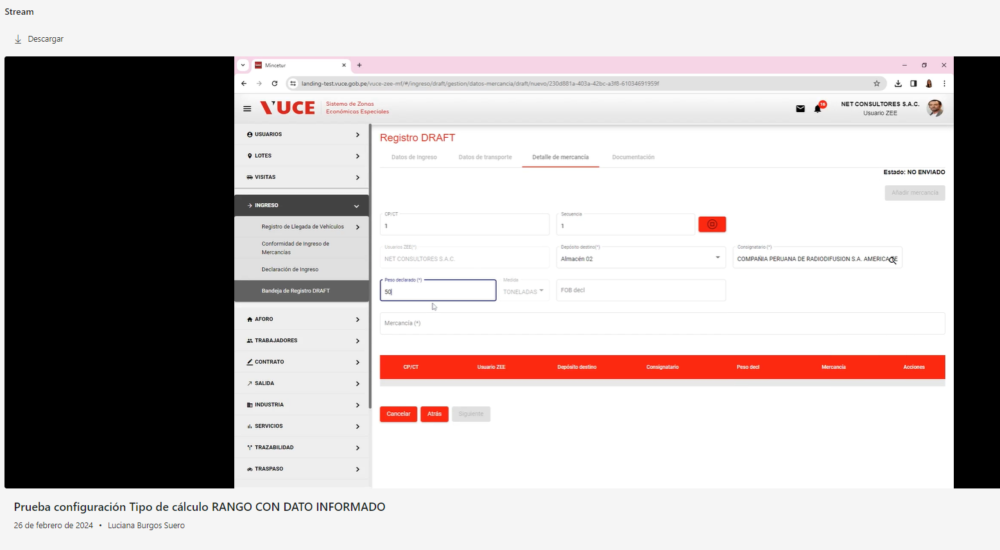 Stream
Descargar
Mincetur
landing-test.vuce.gob.pe/vuce-zee-mf/#/ingreso/draft/gestion/datos-mercancia/draft/nuevo/230d881a-403a-42bc-a3f8-61034691959f
VUCE
Sistema de Zonas
Económicas Especiales
16
NET CONSULTORES S.A.C.
Usuario ZEE
USUARIOS
LOTES
VISITAS
INGRESO
Registro de Llegada de Vehículos
Conformidad de Ingreso de
Mercancías
Declaración de Ingreso
Bandeja de Registro DRAFT
AFORO
TRABAJADORES
CONTRATO
SALIDA
INDUSTRIA
SERVICIOS
TRAZABILIDAD
TRASPASO
Registro DRAFT
Datos de Ingreso
Datos de transporte
Detalle de mercancía
Documentación
Estado: NO ENVIADO
Añadir mercancía
CP/CT
1
Secuencia
1
Usuarios ZEE(*)
NET CONSULTORES S.A.C.
Depósito destino(*)
Almacén 02
Consignatario (*)
COMPAÑIA PERUANA DE RADIODIFUSION S.A. AMERICA TE
Peso declarado (*)
50
Medida
TONELADAS
FOB decl
Mercancía (*)
CP/CT Usuario ZEE Depósito destino Consignatario Peso decl Mercancía Acciones
Cancelar
Atrás
Siguiente
Prueba configuración Tipo de cálculo RANGO CON DATO INFORMADO
26 de febrero de 2024 • Luciana Burgos Suero